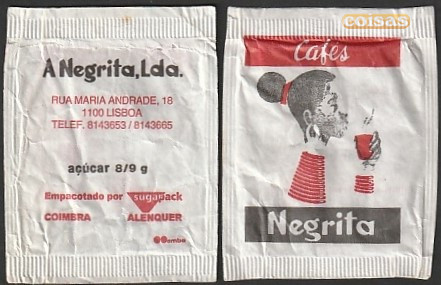 A Negrita, Lda.
RUA MARIA ANDRADE, 18
1100 LISBOA
TELEF. 8143653 / 8143665
açúcar 8/9 g
Empacotado por sugarpack
COIMBRA ALENQUER
coisas
Cafés
Negrita